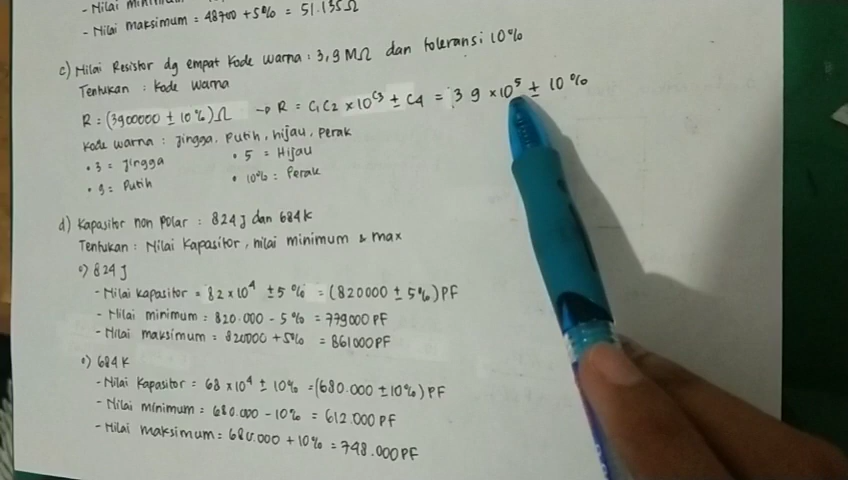 - Nilai
- Nilai maksimum = 48700 + 5% = 51.135Ω
c) Nilai Resistor dg empat kode warna : 3,9 MΩ dan toleransi 10%
Tentukan : kode warna
R = (3900000 ± 10%)Ω → R = C1 C2 x 10^C3 ± C4 = 3 9 x 10^5 ± 10%
Kode warna : Jingga, Putih, hijau, perak
• 3 = Jingga • 5 = Hijau
• 9 = Putih • 10% = Perak
d) Kapasitor non Polar : 824J dan 684K
Tentukan : Nilai Kapasitor, nilai minimum & max
•) 824 J
- Nilai kapasitor = 82 x 10^4 ± 5% = (820000 ± 5%) PF
- Nilai minimum = 820.000 - 5% = 779000 PF
- Nilai maksimum = 820000 + 5% = 861000 PF
•) 684 K
- Nilai Kapasitor = 68 x 10^4 ± 10% = (680.000 ± 10%) PF
- Nilai minimum = 680.000 - 10% = 612.000 PF
- Nilai maksimum = 680.000 + 10% = 748.000 PF